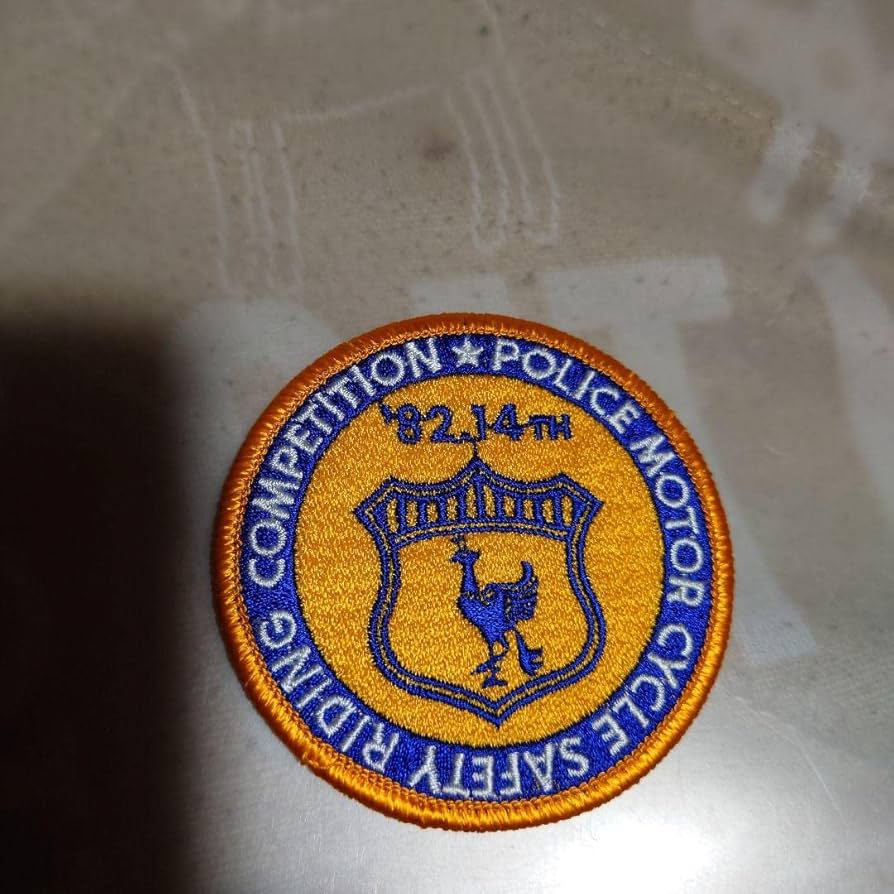 ★ POLICE MOTOR CYCLE SAFETY RIDING COMPETITION
'82.14TH